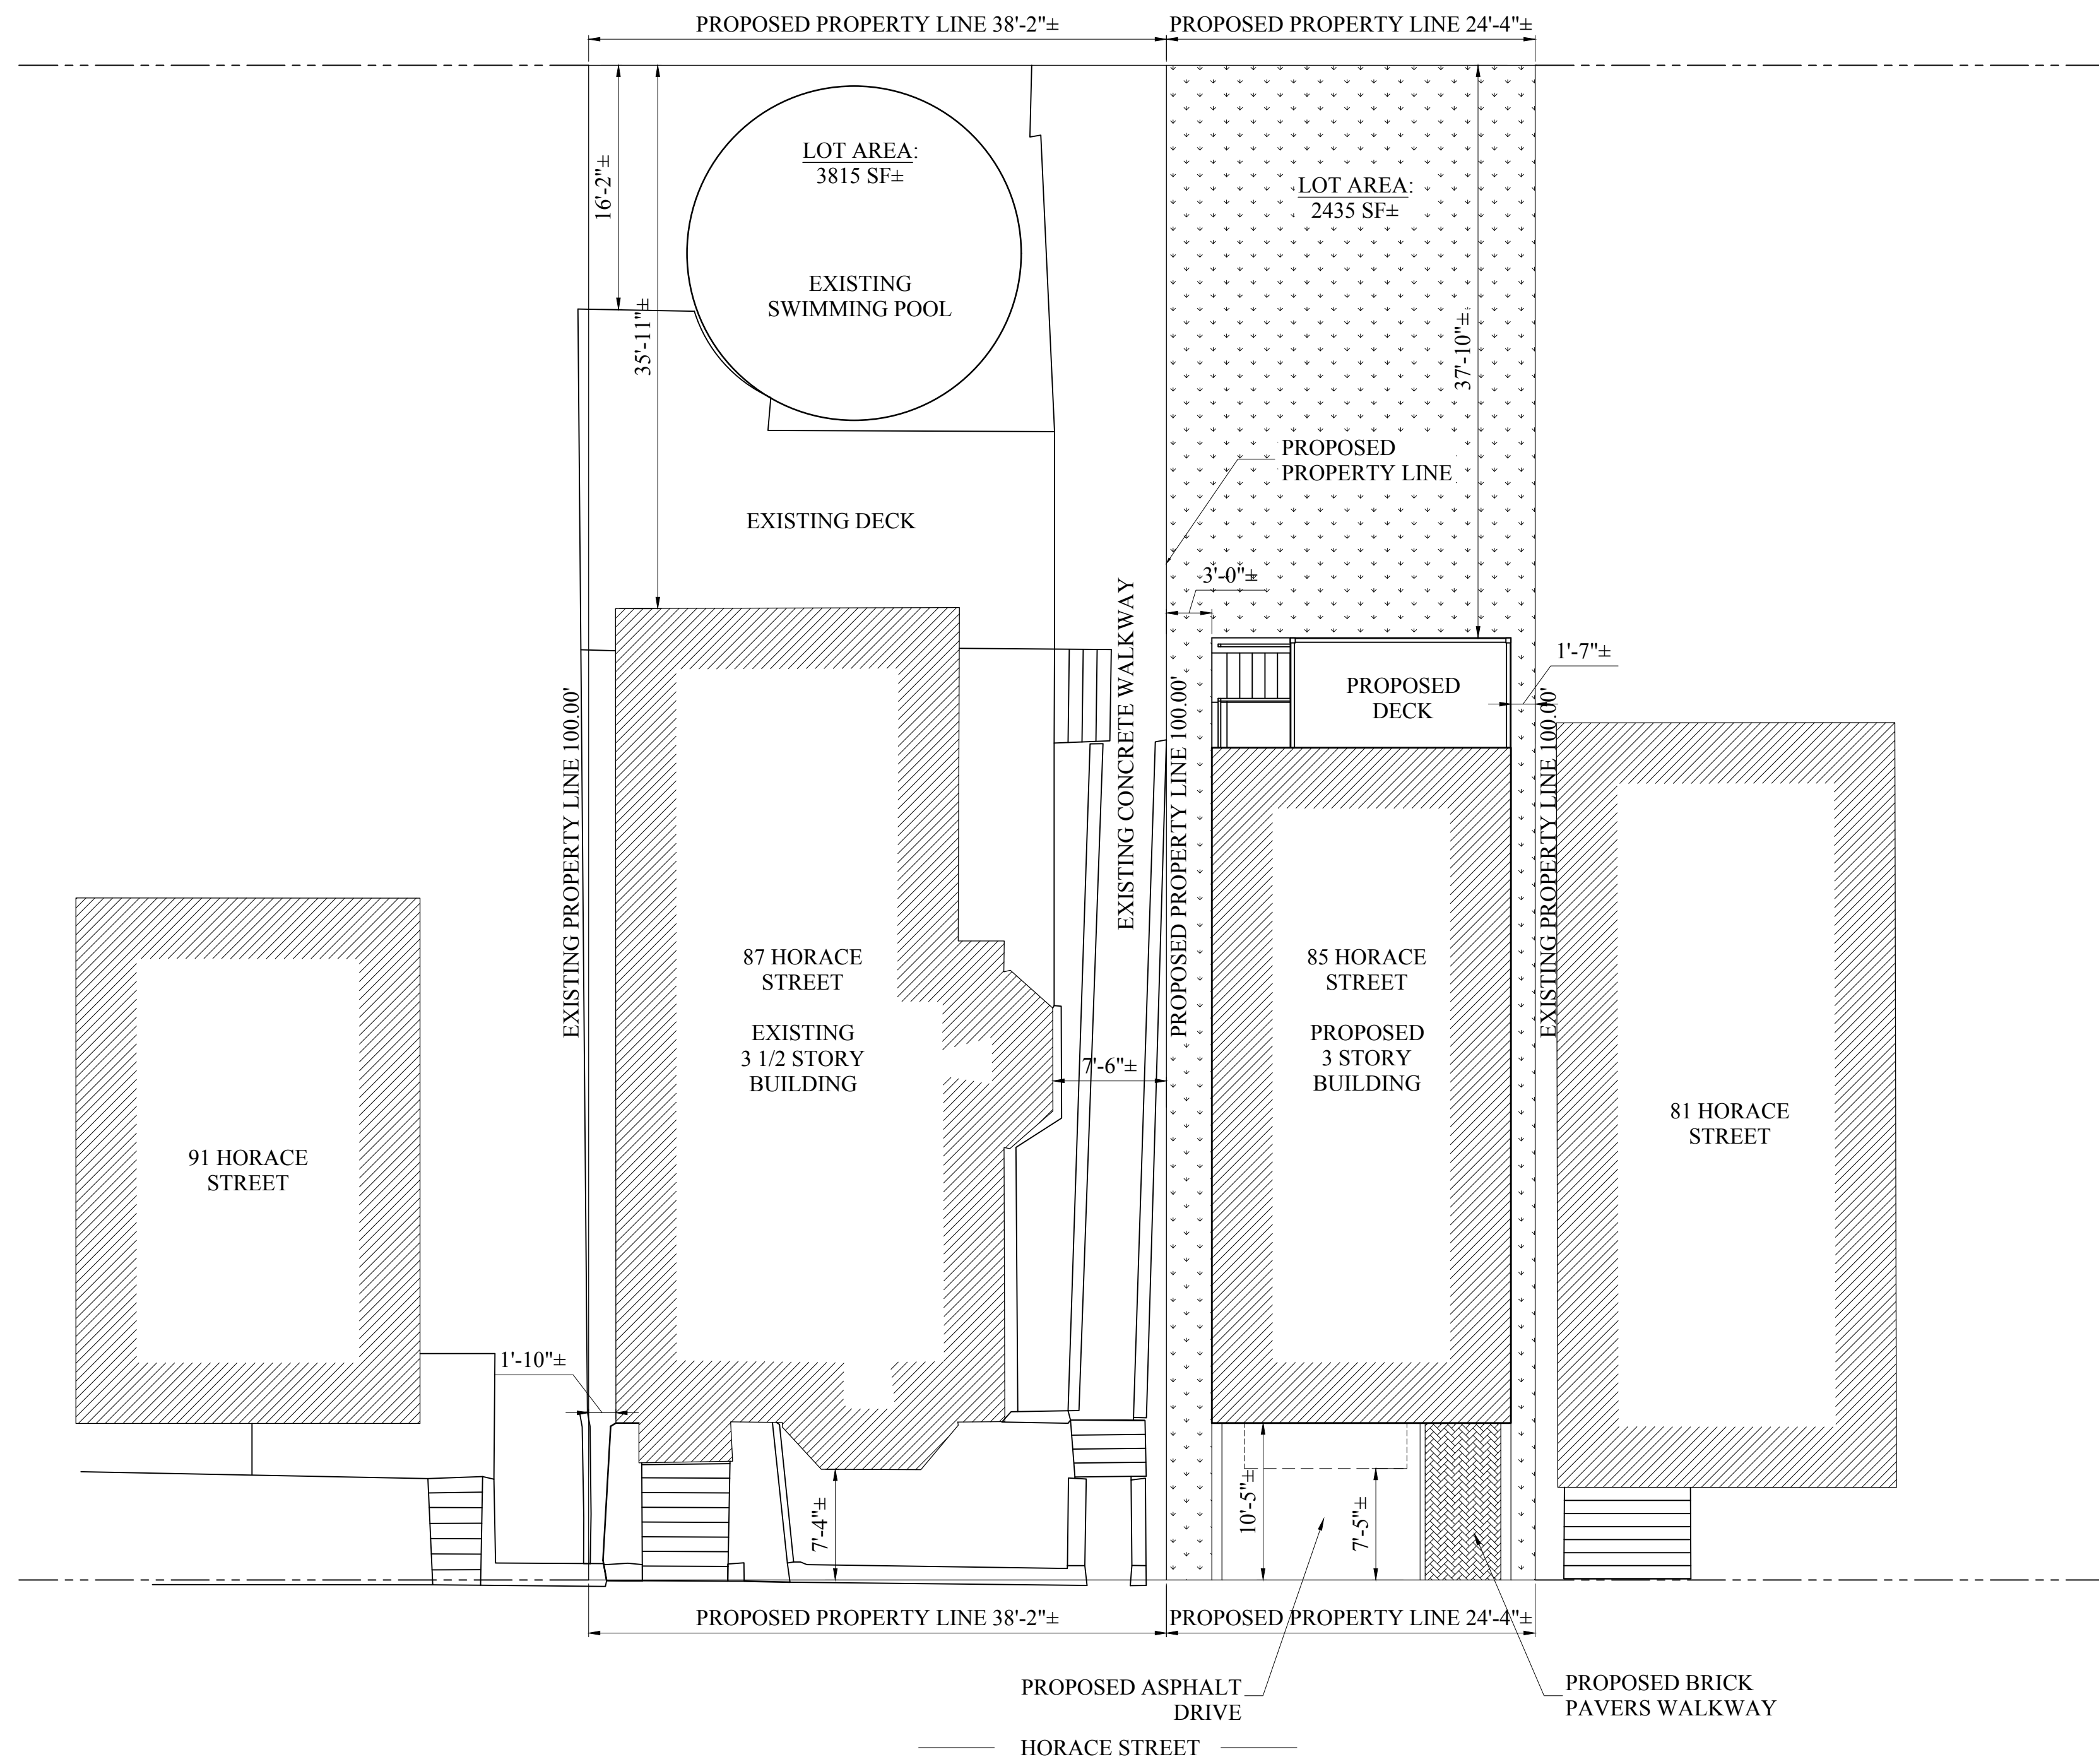 PROPOSED PROPERTY LINE 38'-2"±
PROPOSED PROPERTY LINE 24'-4"±
LOT AREA:
3815 SF±
16'-2"±
LOT AREA:
2435 SF±
EXISTING
SWIMMING POOL
35'-11"±
37'-10"±
PROPOSED
PROPERTY LINE
EXISTING DECK
3'-0"±
1'-7"±
PROPOSED
DECK
EXISTING PROPERTY LINE 100.00'
EXISTING CONCRETE WALKWAY
PROPOSED PROPERTY LINE 100.00'
EXISTING PROPERTY LINE 100.00'
87 HORACE
STREET
EXISTING
3 1/2 STORY
BUILDING
85 HORACE
STREET
PROPOSED
3 STORY
BUILDING
7'-6"±
81 HORACE
STREET
91 HORACE
STREET
1'-10"±
7'-4"±
10'-5"±
7'-5"±
PROPOSED PROPERTY LINE 38'-2"±
PROPOSED PROPERTY LINE 24'-4"±
PROPOSED ASPHALT
DRIVE
PROPOSED BRICK
PAVERS WALKWAY
HORACE STREET